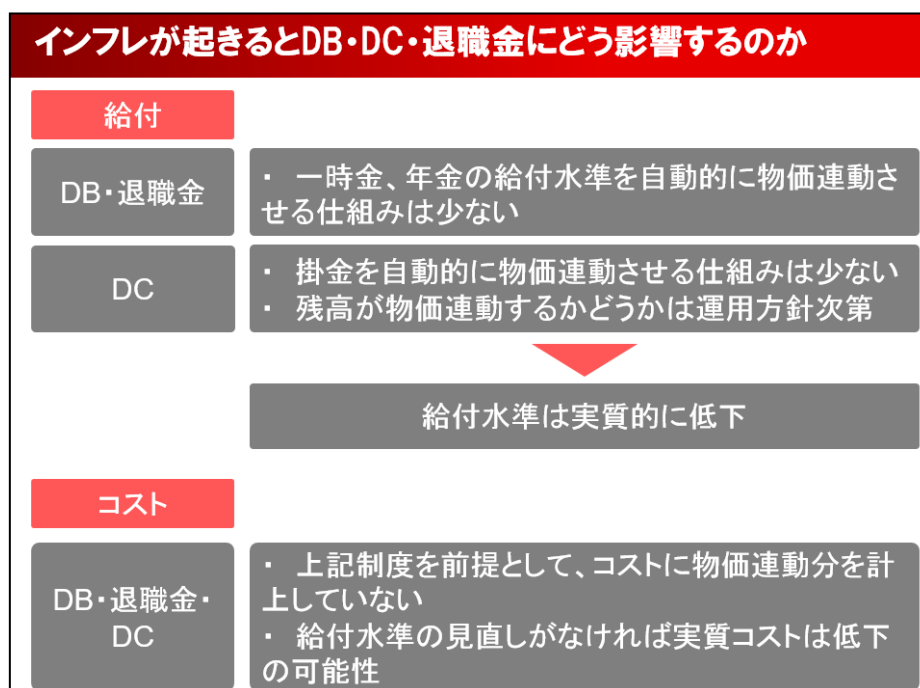 インフレが起きるとDB・DC・退職金にどう影響するのか
給付
DB・退職金
・ 一時金、年金の給付水準を自動的に物価連動さ
せる仕組みは少ない
DC
・ 掛金を自動的に物価連動させる仕組みは少ない
・ 残高が物価連動するかどうかは運用方針次第
給付水準は実質的に低下
コスト
DB・退職金・
DC
・ 上記制度を前提として、コストに物価連動分を計
上していない
・ 給付水準の見直しがなければ実質コストは低下
の可能性